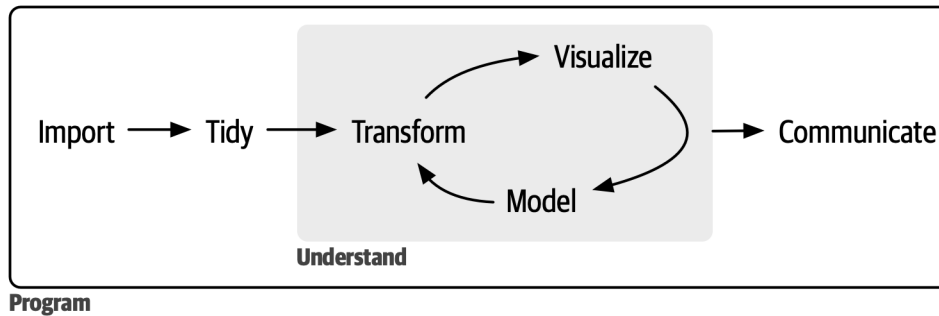 Visualize
Import Tidy Transform Communicate
Model
Understand
Program